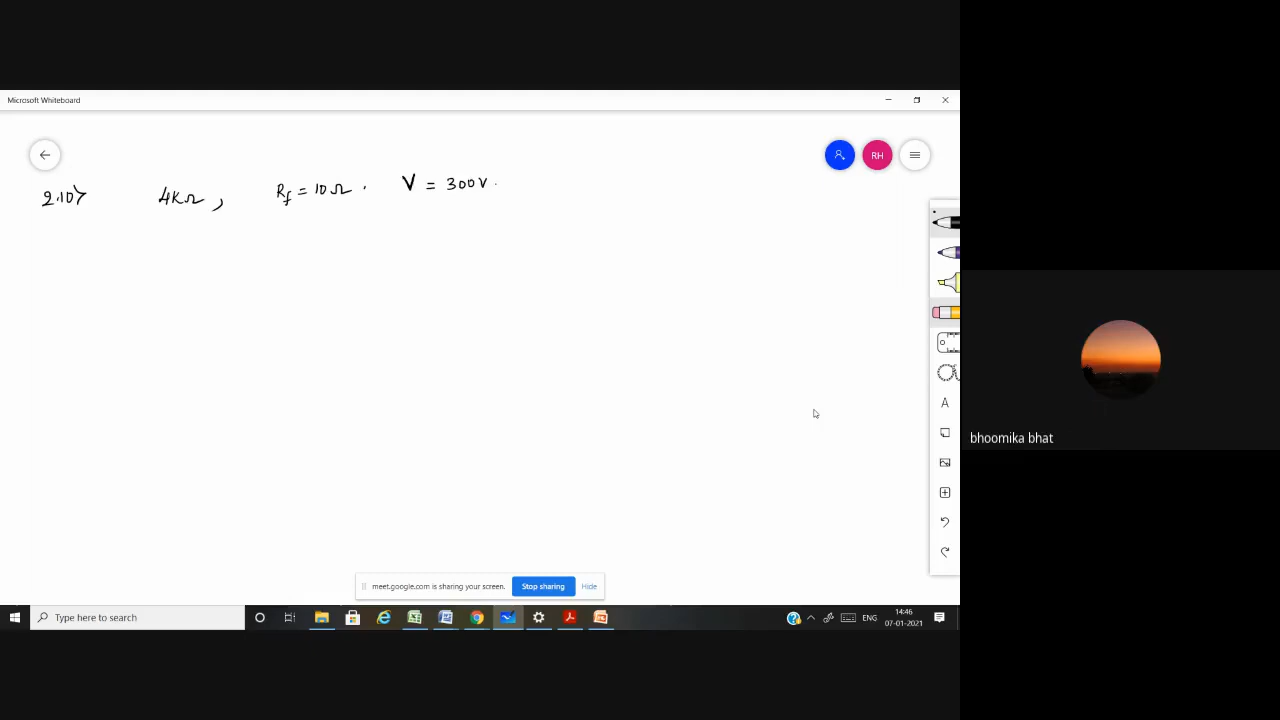 Microsoft Whiteboard
RH
2.10> 4KΩ, Rf = 10Ω. V = 300V.
A
bhoomika bhat
meet.google.com is sharing your screen. Stop sharing Hide
Type here to search
ENG
14:46
07-01-2021